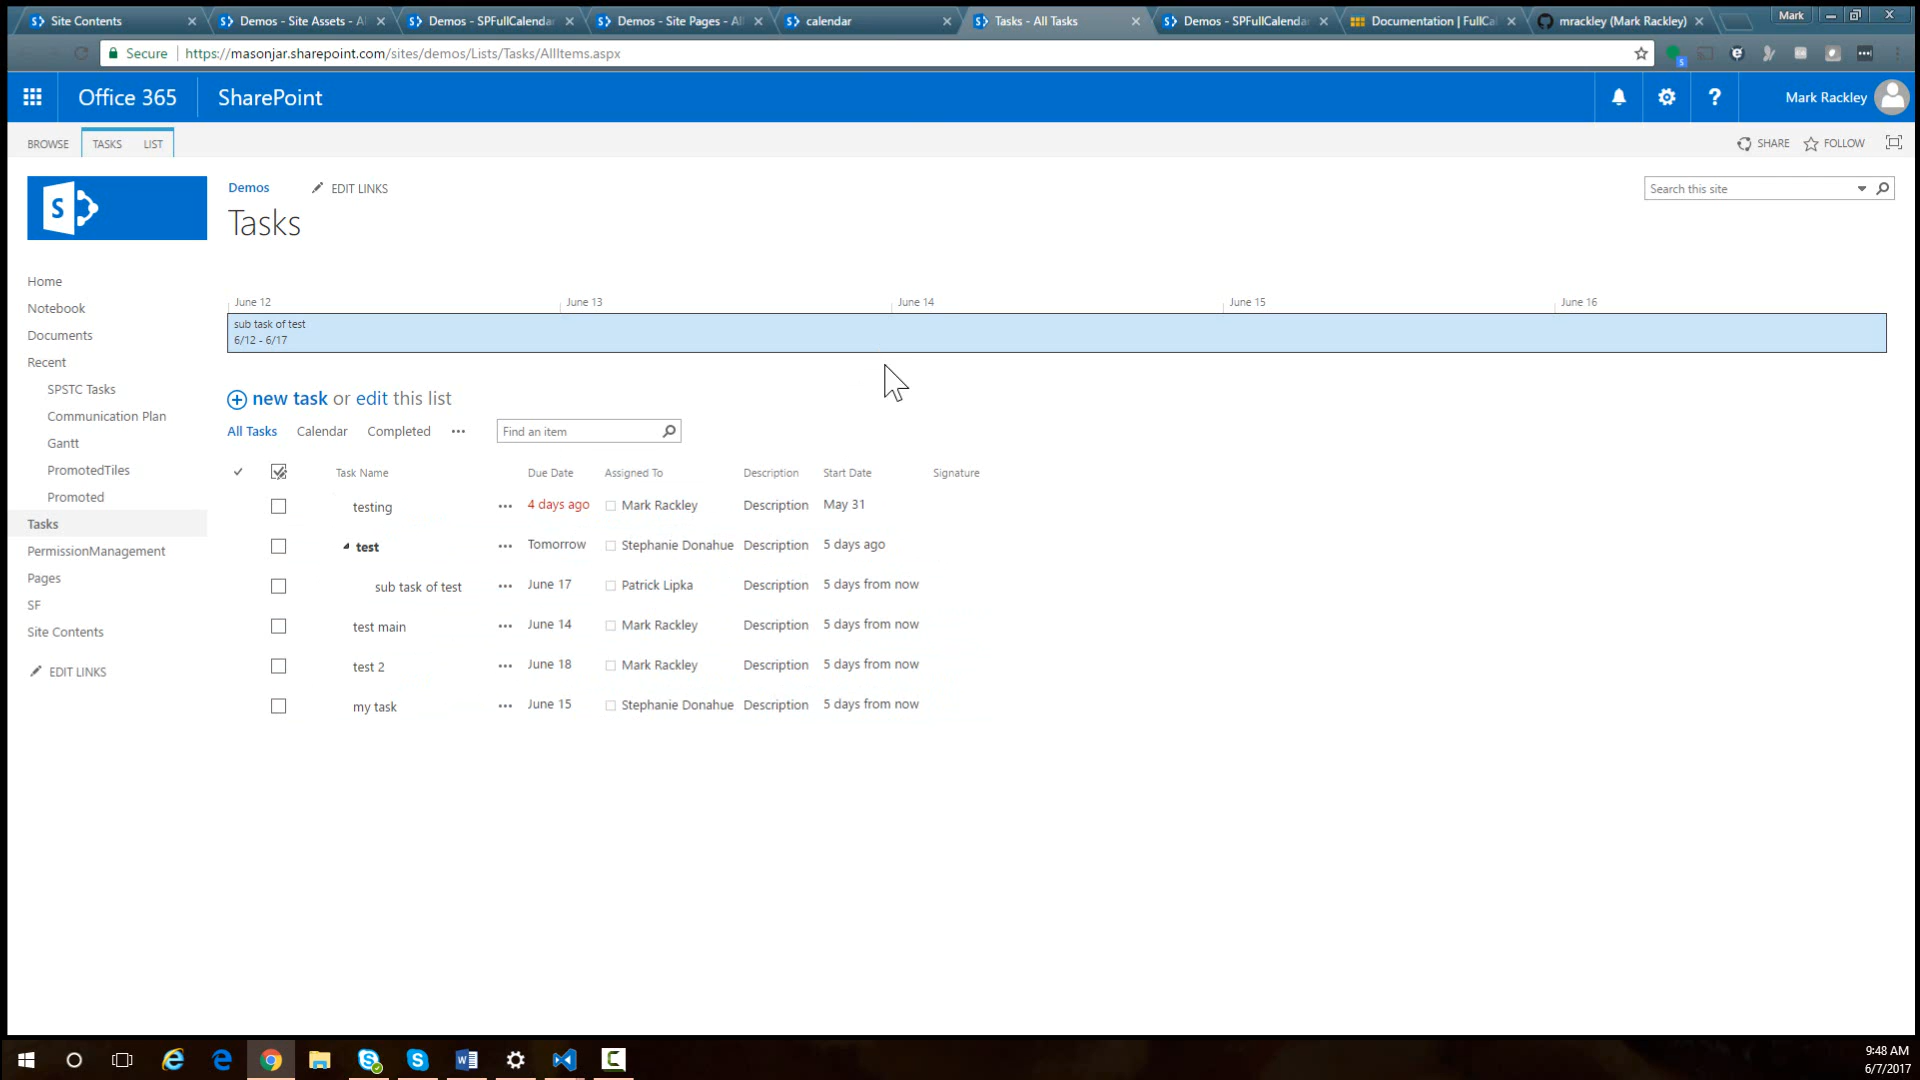 Site Contents
Demos - Site Assets - Al
Demos - SPFullCalenda
Demos - Site Pages - All
calendar
Tasks - All Tasks
Demos - SPFullCalenda
Documentation | FullCa
mrackley (Mark Rackley)
Mark
Secure
https://masonjar.sharepoint.com/sites/demos/Lists/Tasks/AllItems.aspx
Office 365
SharePoint
Mark Rackley
BROWSE
TASKS
LIST
SHARE
FOLLOW
Demos
EDIT LINKS
Tasks
Search this site
Home
Notebook
Documents
Recent
SPSTC Tasks
Communication Plan
Gantt
PromotedTiles
Promoted
Tasks
PermissionManagement
Pages
SF
Site Contents
EDIT LINKS
June 12
June 13
June 14
June 15
June 16
sub task of test
6/12 - 6/17
new task or edit this list
All Tasks
Calendar
Completed
Find an item
Task Name
Due Date
Assigned To
Description
Start Date
Signature
testing
4 days ago
Mark Rackley
Description
May 31
test
Tomorrow
Stephanie Donahue
Description
5 days ago
sub task of test
June 17
Patrick Lipka
Description
5 days from now
test main
June 14
Mark Rackley
Description
5 days from now
test 2
June 18
Mark Rackley
Description
5 days from now
my task
June 15
Stephanie Donahue
Description
5 days from now
9:48 AM
6/7/2017